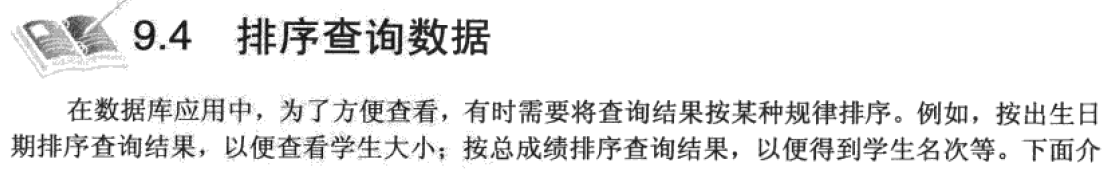 9.4 排序查询数据
在数据库应用中，为了方便查看，有时需要将查询结果按某种规律排序。例如，按出生日
期排序查询结果，以便查看学生大小；按总成绩排序查询结果，以便得到学生名次等。下面介